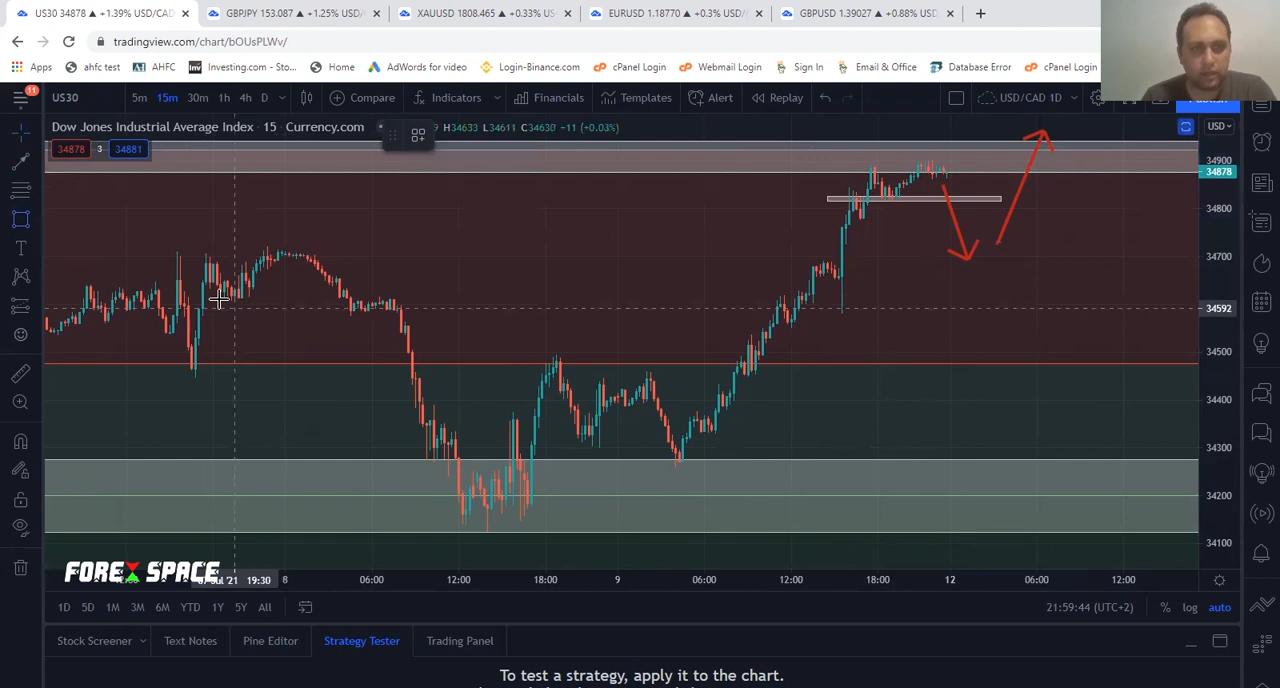 US30 34878 ▲ +1.39% USD/CAD
GBPJPY 153.087 ▲ +1.25% USD/
XAUUSD 1808.465 ▲ +0.33% US
EURUSD 1.18770 ▲ +0.3% USD/
GBPUSD 1.39027 ▲ +0.88% USD/
tradingview.com/chart/bOUsPLWv/
Apps ahfc test AHFC Investing.com - Sto... Home AdWords for video Login-Binance.com cPanel Login Webmail Login Sign In Email & Office Database Error cPanel Login
11
US30 5m 15m 30m 1h 4h D Compare Indicators Financials Templates Alert Replay USD/CAD 1D Publish
Dow Jones Industrial Average Index · 15 · Currency.com H34633 L34611 C34630 −11 (+0.03%)
USD
34878 3 34881
34900
34878
34800
34700
34592
34500
34400
34300
34200
34100
FOREX SPACE
Jul '21 19:30 8 06:00 12:00 18:00 9 06:00 12:00 18:00 12 06:00 12:00
1D 5D 1M 3M 6M YTD 1Y 5Y All 21:59:44 (UTC+2) % log auto
Stock Screener Text Notes Pine Editor Strategy Tester Trading Panel
To test a strategy, apply it to the chart.